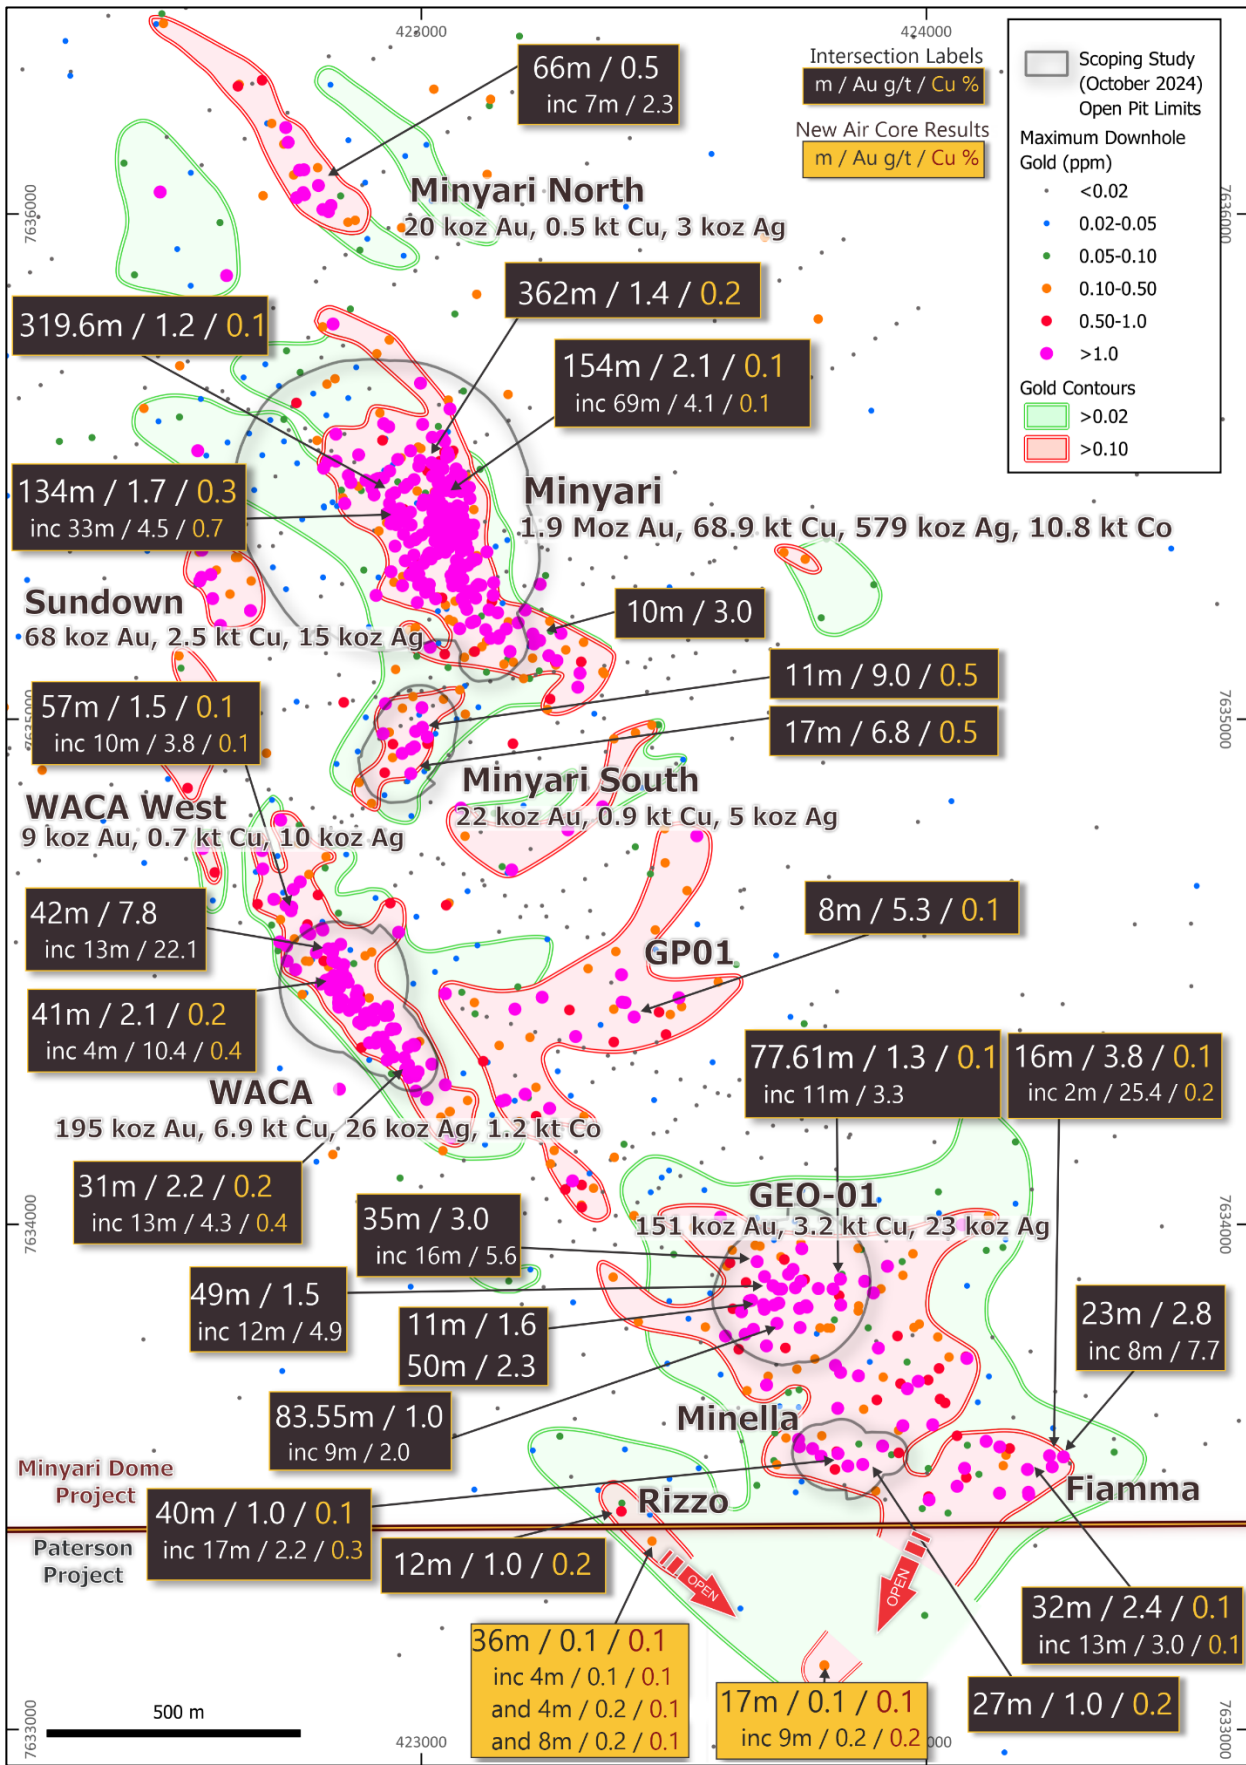 423000
424000
Scoping Study
(October 2024)
Open Pit Limits
Maximum Downhole
Gold (ppm)
<0.02
0.02-0.05
0.05-0.10
0.10-0.50
0.50-1.0
>1.0
Gold Contours
>0.02
>0.10
Intersection Labels
m / Au g/t / Cu %
New Air Core Results
m / Au g/t / Cu %
66m / 0.5
inc 7m / 2.3
7636000
7636000
Minyari North
20 koz Au, 0.5 kt Cu, 3 koz Ag
362m / 1.4 / 0.2
319.6m / 1.2 / 0.1
154m / 2.1 / 0.1
inc 69m / 4.1 / 0.1
134m / 1.7 / 0.3
inc 33m / 4.5 / 0.7
Minyari
1.9 Moz Au, 68.9 kt Cu, 579 koz Ag, 10.8 kt Co
Sundown
68 koz Au, 2.5 kt Cu, 15 koz Ag
10m / 3.0
11m / 9.0 / 0.5
57m / 1.5 / 0.1
inc 10m / 3.8 / 0.1
17m / 6.8 / 0.5
7635000
7635000
Minyari South
22 koz Au, 0.9 kt Cu, 5 koz Ag
WACA West
9 koz Au, 0.7 kt Cu, 10 koz Ag
42m / 7.8
inc 13m / 22.1
8m / 5.3 / 0.1
GP01
41m / 2.1 / 0.2
inc 4m / 10.4 / 0.4
77.61m / 1.3 / 0.1
inc 11m / 3.3
16m / 3.8 / 0.1
inc 2m / 25.4 / 0.2
WACA
195 koz Au, 6.9 kt Cu, 26 koz Ag, 1.2 kt Co
31m / 2.2 / 0.2
inc 13m / 4.3 / 0.4
GEO-01
151 koz Au, 3.2 kt Cu, 23 koz Ag
35m / 3.0
inc 16m / 5.6
7634000
7634000
49m / 1.5
inc 12m / 4.9
11m / 1.6
50m / 2.3
23m / 2.8
inc 8m / 7.7
83.55m / 1.0
inc 9m / 2.0
Minella
Minyari Dome
Project
Rizzo
Fiamma
40m / 1.0 / 0.1
inc 17m / 2.2 / 0.3
Paterson
Project
12m / 1.0 / 0.2
OPEN
OPEN
32m / 2.4 / 0.1
inc 13m / 3.0 / 0.1
36m / 0.1 / 0.1
inc 4m / 0.1 / 0.1
and 4m / 0.2 / 0.1
and 8m / 0.2 / 0.1
17m / 0.1 / 0.1
inc 9m / 0.2 / 0.2
27m / 1.0 / 0.2
500 m
7633000
7633000
423000